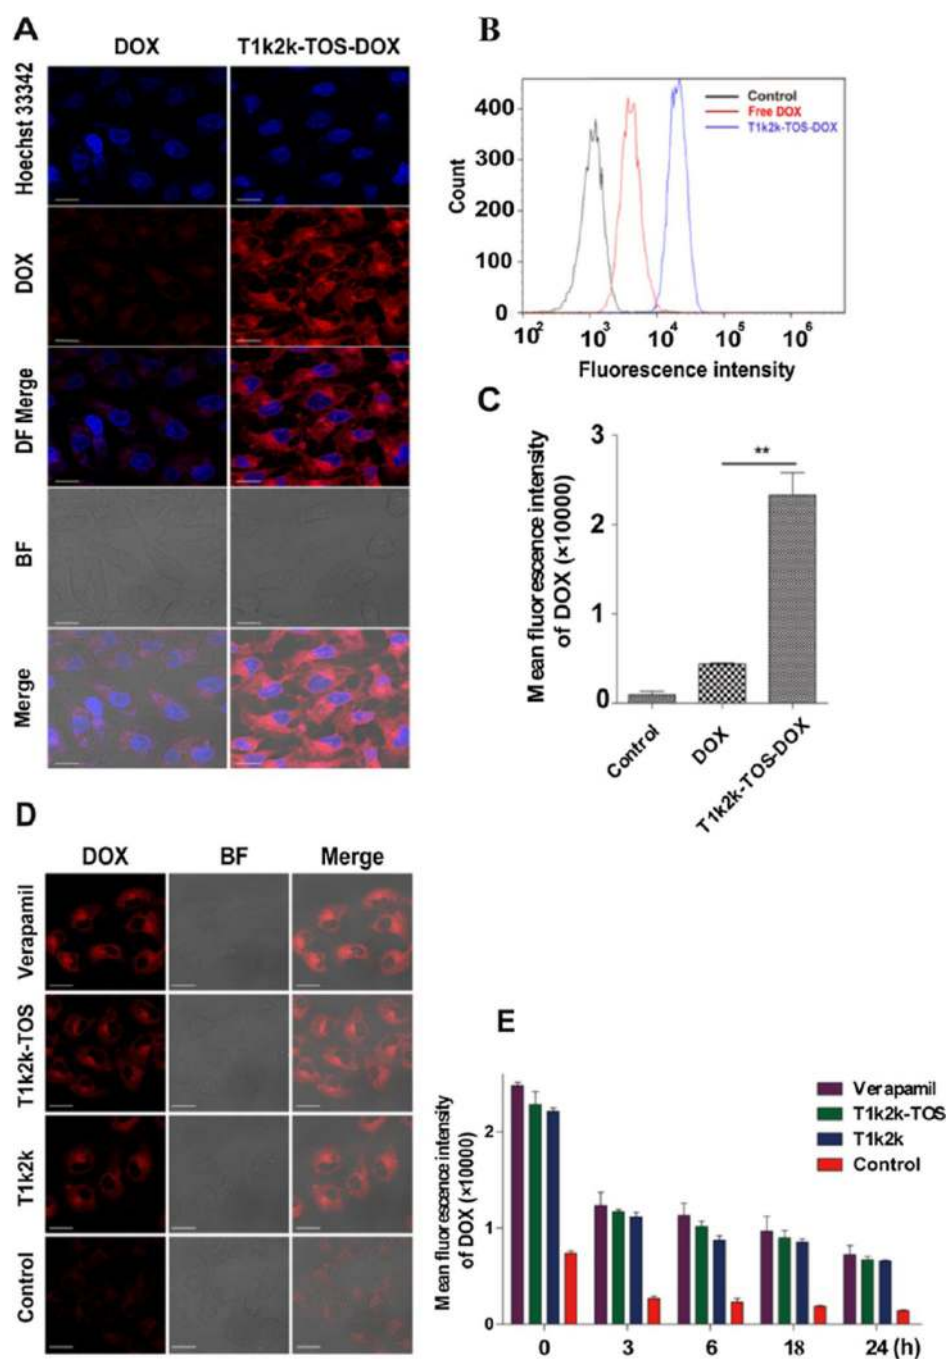 A
DOX T1k2k-TOS-DOX
Hoechst 33342
DOX
DF Merge
BF
Merge
B
Control
Free DOX
T1k2k-TOS-DOX
Count
400
300
200
100
0
10² 10³ 10⁴ 10⁵ 10⁶
Fluorescence intensity
C
Mean fluorescence intensity
of DOX (×10000)
3
2
1
0
**
Control
DOX
T1k2k-TOS-DOX
D
DOX BF Merge
Verapamil
T1k2k-TOS
T1k2k
Control
E
Mean fluorescence intensity
of DOX (×10000)
2
1
0
Verapamil
T1k2k-TOS
T1k2k
Control
0 3 6 18 24 (h)